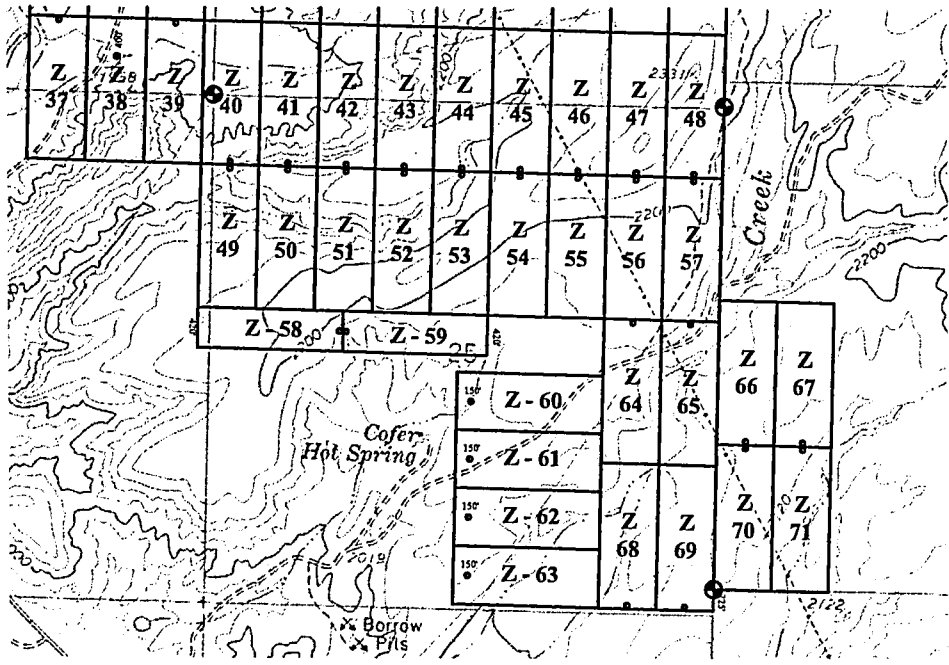 Z 37
Z 38
Z 39
Z 40
Z 41
Z 42
Z 43
Z 44
Z 45
Z 46
Z 47
Z 48
2331
Creek
Z 49
Z 50
Z 51
Z 52
Z 53
Z 54
Z 55
Z 56
Z 57
2200
420'
Z - 58
Z - 59
420'
25
Z 66
Z 67
Z - 60
150'
Z 64
Z 65
Cofer
Hot Spring
Z - 61
150'
Z - 62
150'
Z 68
Z 69
Z 70
Z 71
Z - 63
150'
2122
Borrow
Pits